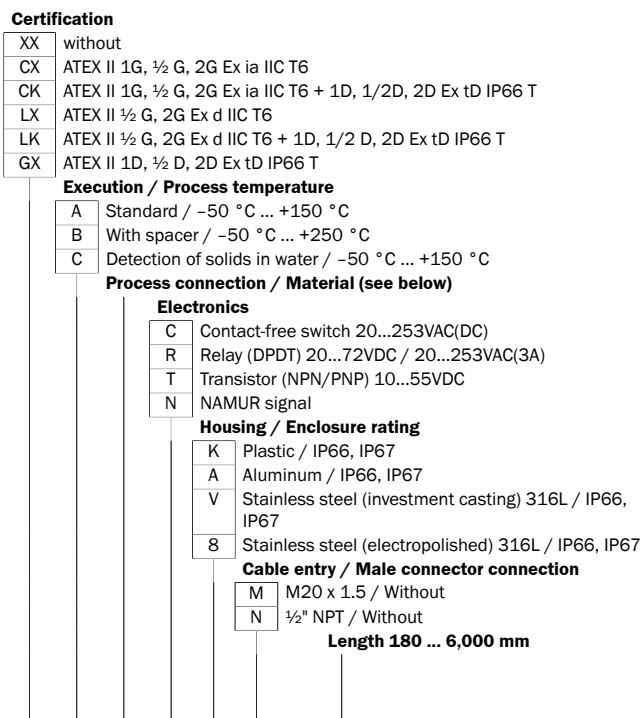 Certification
XX without
CX ATEX II 1G, ½ G, 2G Ex ia IIC T6
CK ATEX II 1G, ½ G, 2G Ex ia IIC T6 + 1D, 1/2D, 2D Ex tD IP66 T
LX ATEX II ½ G, 2G Ex d IIC T6
LK ATEX II ½ G, 2G Ex d IIC T6 + 1D, 1/2 D, 2D Ex tD IP66 T
GX ATEX II 1D, ½ D, 2D Ex tD IP66 T
Execution / Process temperature
A Standard / –50 °C ... +150 °C
B With spacer / –50 °C ... +250 °C
C Detection of solids in water / –50 °C ... +150 °C
Process connection / Material (see below)
Electronics
C Contact-free switch 20...253VAC(DC)
R Relay (DPDT) 20...72VDC / 20...253VAC(3A)
T Transistor (NPN/PNP) 10...55VDC
N NAMUR signal
Housing / Enclosure rating
K Plastic / IP66, IP67
A Aluminum / IP66, IP67
V Stainless steel (investment casting) 316L / IP66,
IP67
8 Stainless steel (electropolished) 316L / IP66, IP67
Cable entry / Male connector connection
M M20 x 1.5 / Without
N ½" NPT / Without
Length 180 ... 6,000 mm